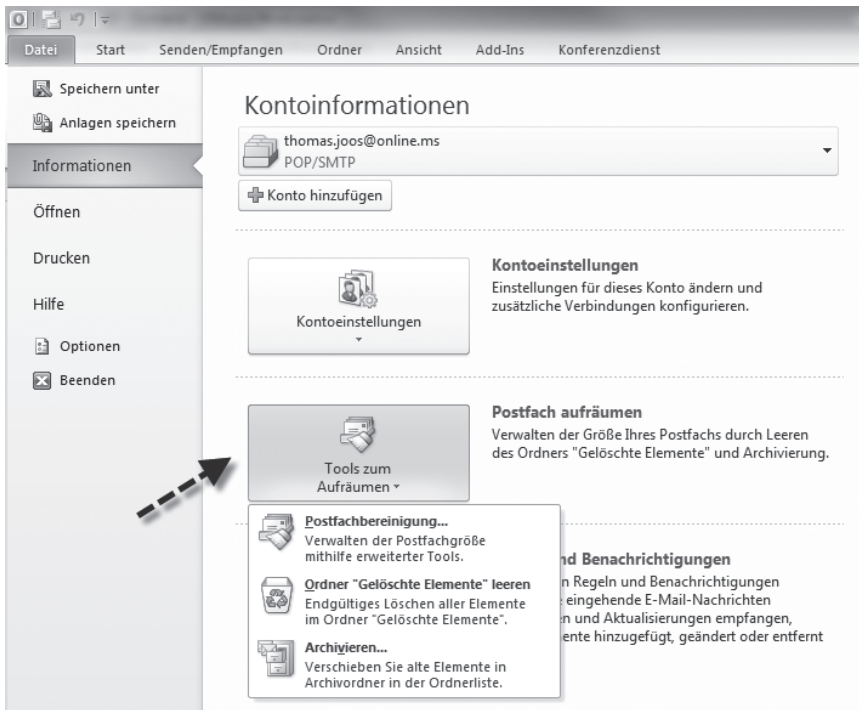 Datei Start Senden/Empfangen Ordner Ansicht Add-Ins Konferenzdienst
Speichern unter
Anlagen speichern
Informationen
Öffnen
Drucken
Hilfe
Optionen
Beenden
Kontoinformationen
thomas.joos@online.ms
POP/SMTP
Konto hinzufügen
Kontoeinstellungen
Kontoeinstellungen
Einstellungen für dieses Konto ändern und
zusätzliche Verbindungen konfigurieren.
Tools zum
Aufräumen
Postfach aufräumen
Verwalten der Größe Ihres Postfachs durch Leeren
des Ordners "Gelöschte Elemente" und Archivierung.
Postfachbereinigung...
Verwalten der Postfachgröße
mithilfe erweiterter Tools.
Ordner "Gelöschte Elemente" leeren
Endgültiges Löschen aller Elemente
im Ordner "Gelöschte Elemente".
Archivieren...
Verschieben Sie alte Elemente in
Archivordner in der Ordnerliste.
nd Benachrichtigungen
n Regeln und Benachrichtigungen
eingehende E-Mail-Nachrichten
n und Aktualisierungen empfangen,
ente hinzugefügt, geändert oder entfernt